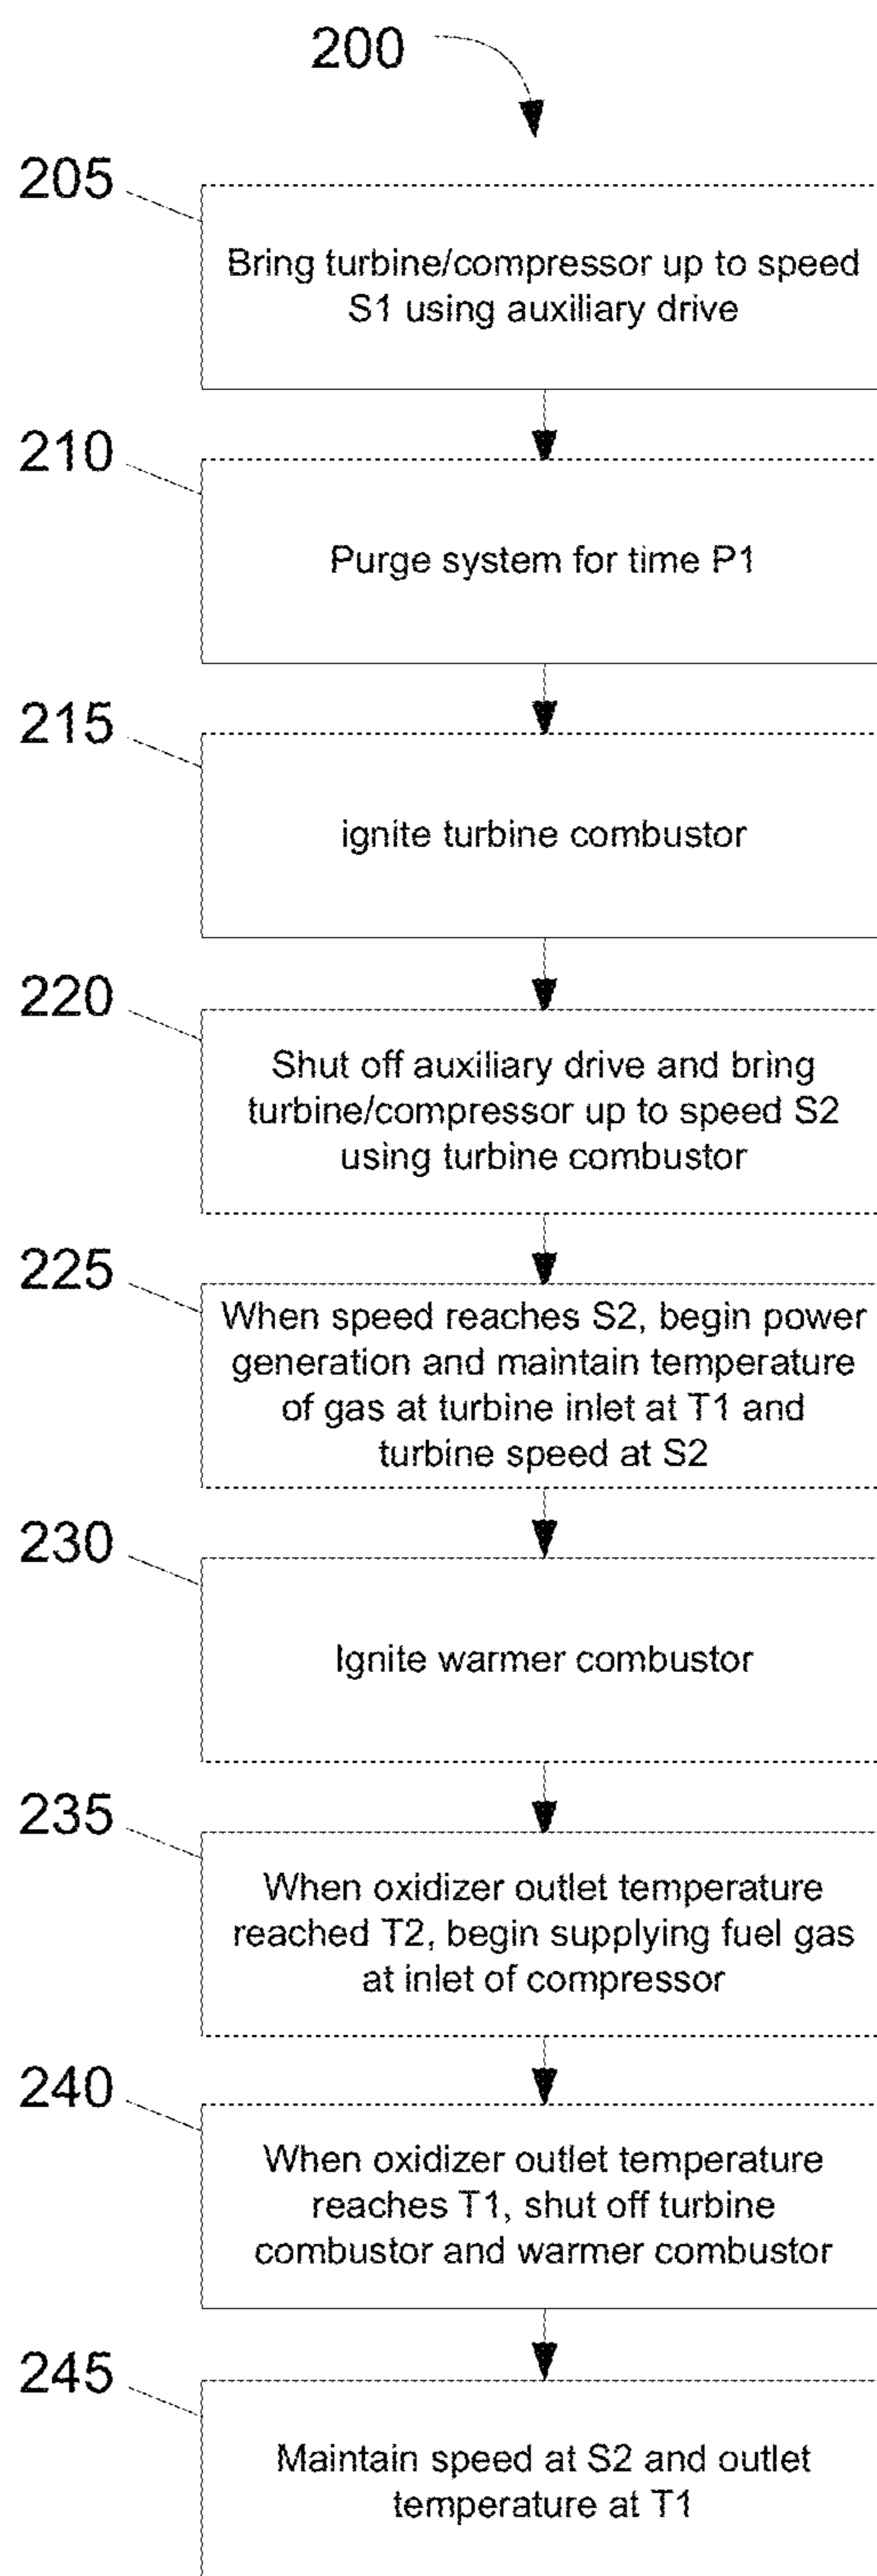 200
205
Bring turbine/compressor up to speed
S1 using auxiliary drive
210
Purge system for time P1
215
ignite turbine combustor
220
Shut off auxiliary drive and bring
turbine/compressor up to speed S2
using turbine combustor
225
When speed reaches S2, begin power
generation and maintain temperature
of gas at turbine inlet at T1 and
turbine speed at S2
230
Ignite warmer combustor
235
When oxidizer outlet temperature
reached T2, begin supplying fuel gas
at inlet of compressor
240
When oxidizer outlet temperature
reaches T1, shut off turbine
combustor and warmer combustor
245
Maintain speed at S2 and outlet
temperature at T1